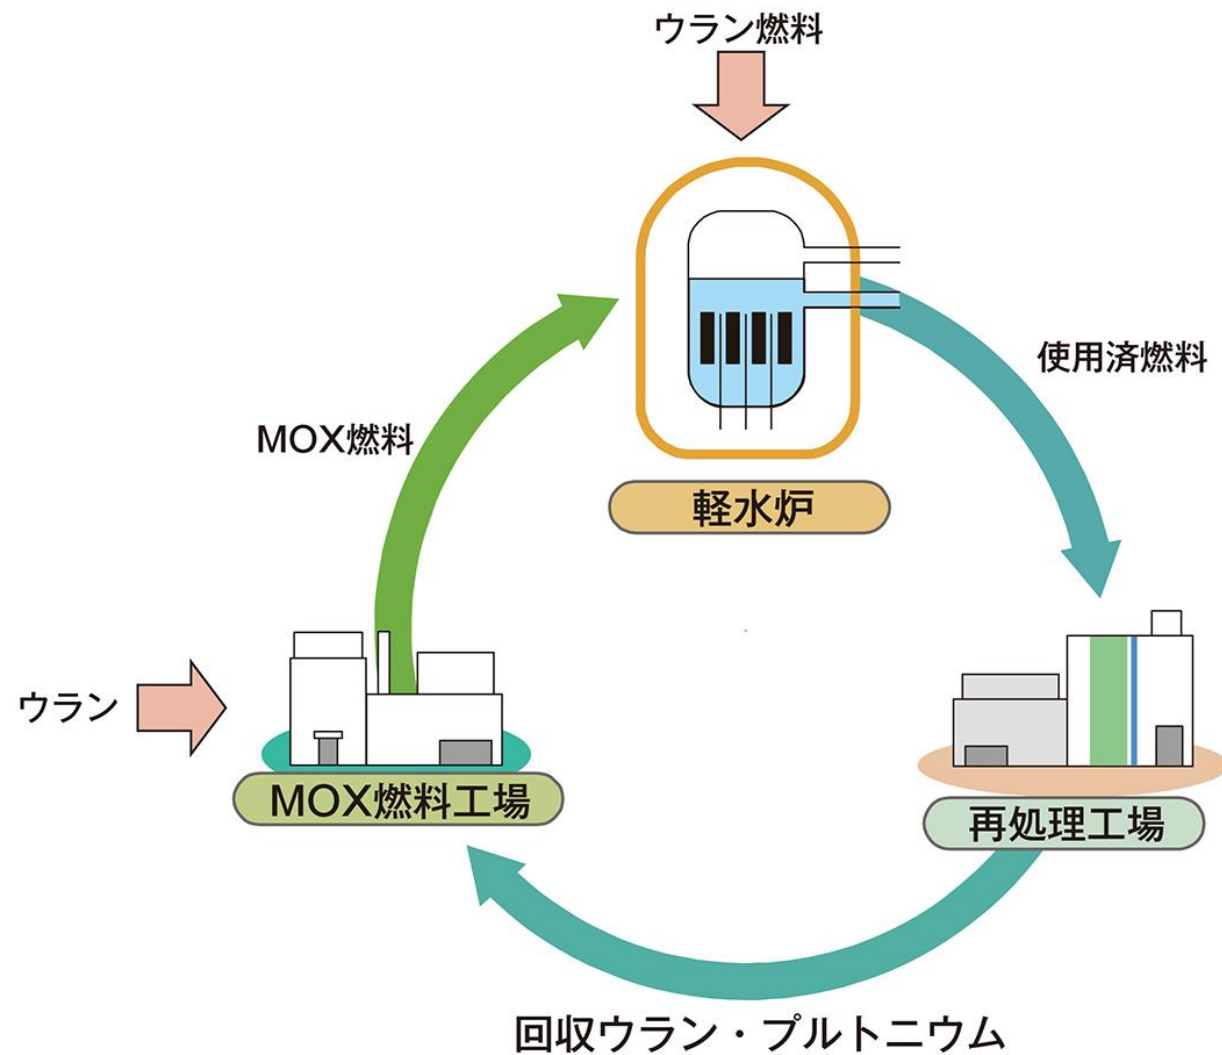 ウラン燃料
使用済燃料
MOX燃料
軽水炉
ウラン
MOX燃料工場
再処理工場
回収ウラン・プルトニウム